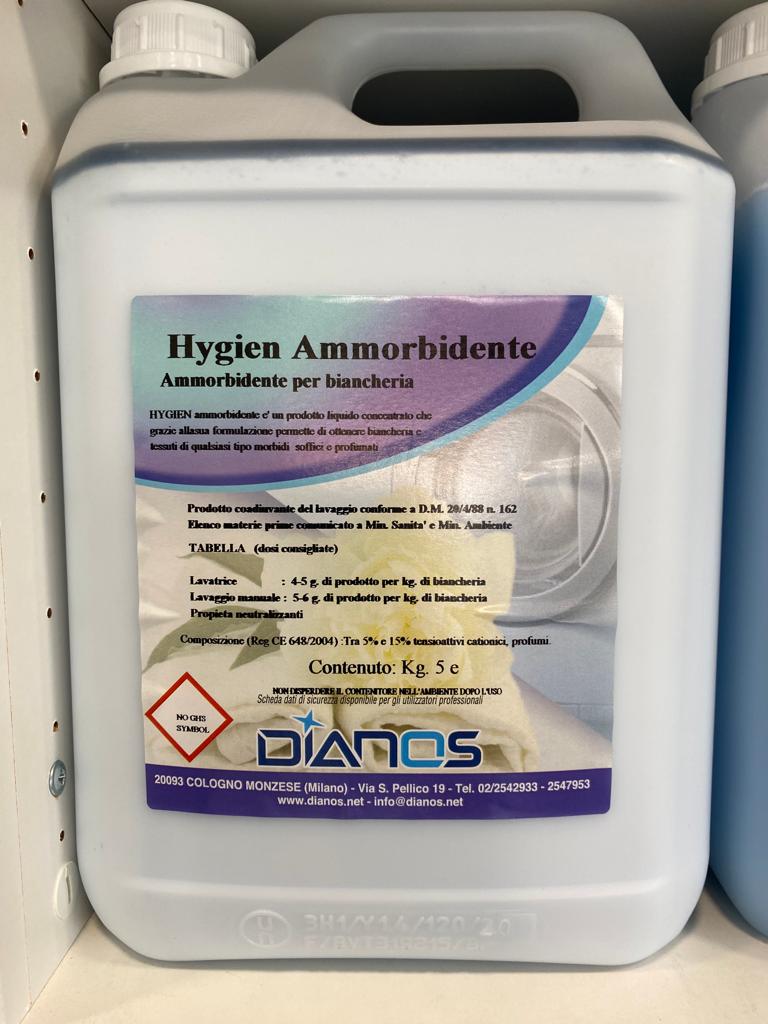 Hygien Ammorbidente
Ammorbidente per biancheria
HYGIEN ammorbidente e' un prodotto liquido concentrato che
grazie allasua formulazione permette di ottenere biancheria e
tessuti di qualsiasi tipo morbidi soffici e profumati
Prodotto coadiuvante del lavaggio conforme a D.M. 29/4/88 n. 162
Elenco materie prime comunicato a Min. Sanita' e Min. Ambiente
TABELLA (dosi consigliate)
Lavatrice : 4-5 g. di prodotto per kg. di biancheria
Lavaggio manuale : 5-6 g. di prodotto per kg. di biancheria
Propieta neutralizzanti
Composizione (Reg CE 648/2004) :Tra 5% e 15% tensioattivi cationici, profumi.
Contenuto: Kg. 5 e
NON DISPERDERE IL CONTENITORE NELL'AMBIENTE DOPO L'USO
Scheda dati di sicurezza disponibile per gli utilizzatori professionali
NO GHS
SYMBOL
DIANOS
20093 COLOGNO MONZESE (Milano) - Via S. Pellico 19 - Tel. 02/2542933 - 2547953
www.dianos.net - info@dianos.net
3H1/Y1.4/120/20